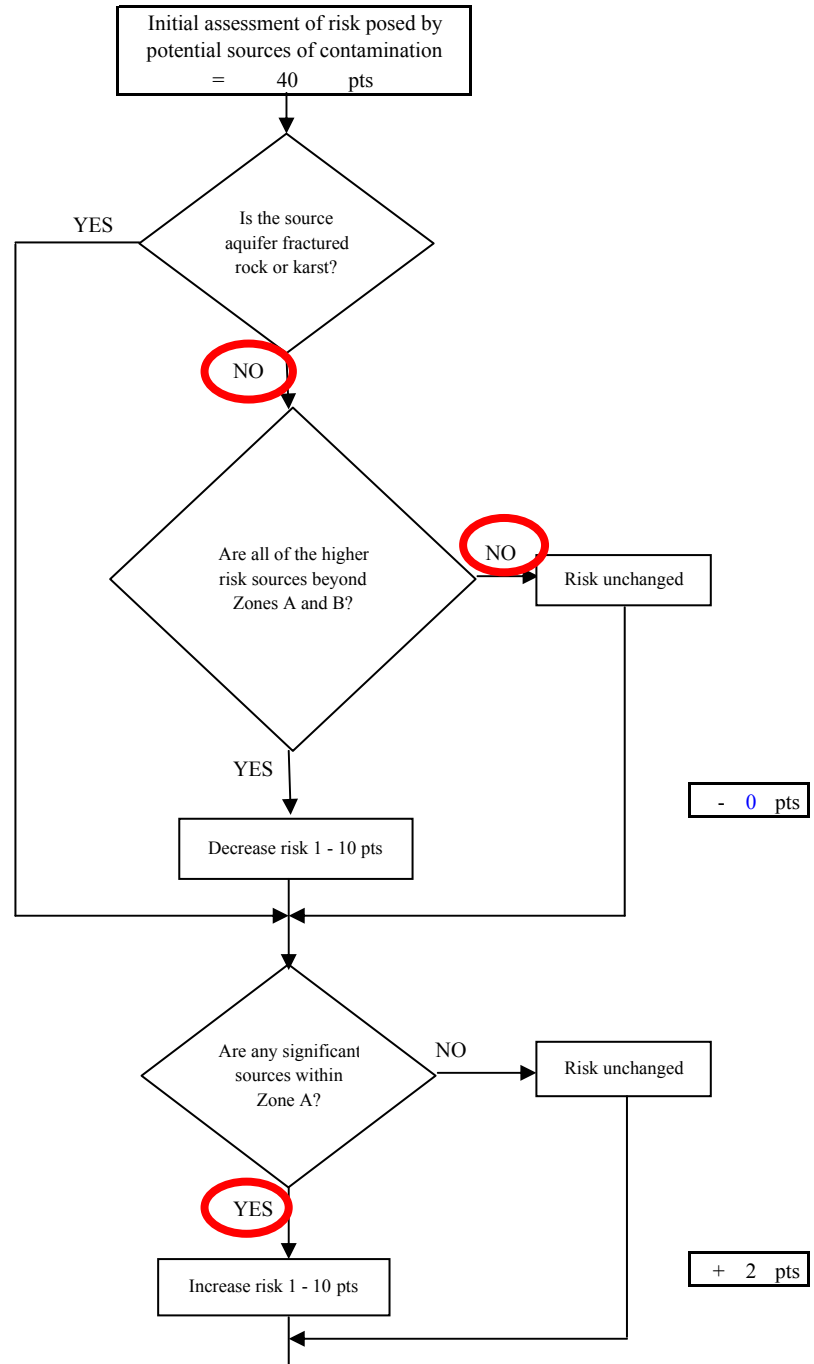 Initial assessment of risk posed by
potential sources of contamination
= 40 pts
YES
Is the source
aquifer fractured
rock or karst?
NO
Are all of the higher
risk sources beyond
Zones A and B?
NO
Risk unchanged
YES
- 0 pts
Decrease risk 1 - 10 pts
Are any significant
sources within
Zone A?
NO
Risk unchanged
YES
+ 2 pts
Increase risk 1 - 10 pts